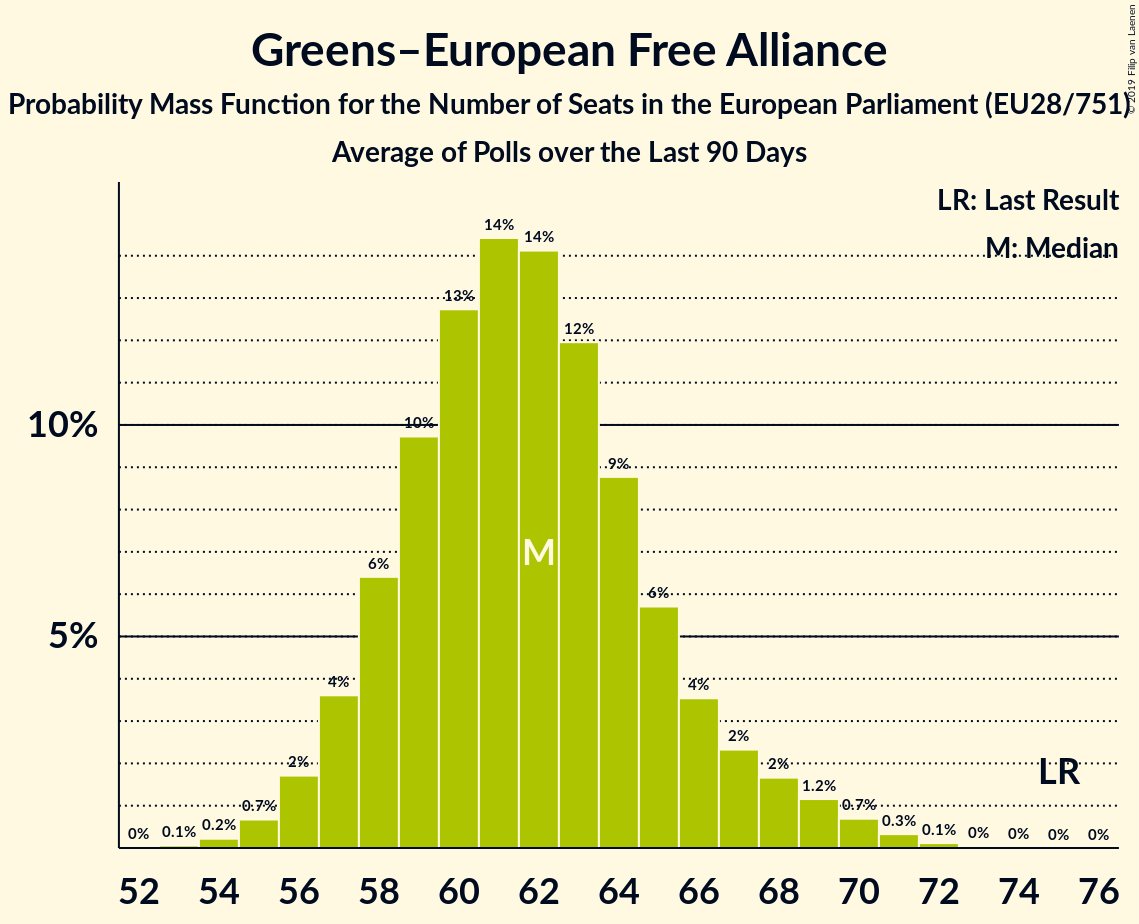 Greens–European Free Alliance
Probability Mass Function for the Number of Seats in the European Parliament (EU28/751)
Average of Polls over the Last 90 Days
© 2019 Filip van Laenen
LR: Last Result
M: Median
10%
5%
0% 0.1% 0.2% 0.7% 2% 4% 6% 10% 13% 14% 14% 12% 9% 6% 4% 2% 2% 1.2% 0.7% 0.3% 0.1% 0% 0% 0% 0%
M
LR
52 54 56 58 60 62 64 66 68 70 72 74 76